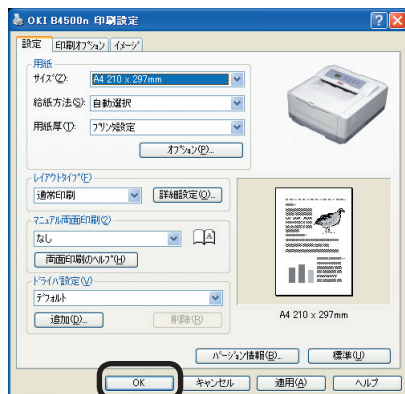 OKI B4500n 印刷設定
設定 印刷オプション イメージ
用紙
サイズ(Z): A4 210 x 297mm
給紙方法(S): 自動選択
用紙厚(T): プリンタ設定
オプション(P)...
レイアウトタイプ(F)
通常印刷 詳細設定(O)...
マニュアル両面印刷(2)
なし
A
両面印刷のヘルプ(H)
ドライバ設定(V)
デフォルト
追加(D)... 削除(R)
A4 210 x 297mm
バージョン情報(B)... 標準(U)
OK キャンセル 適用(A) ヘルプ